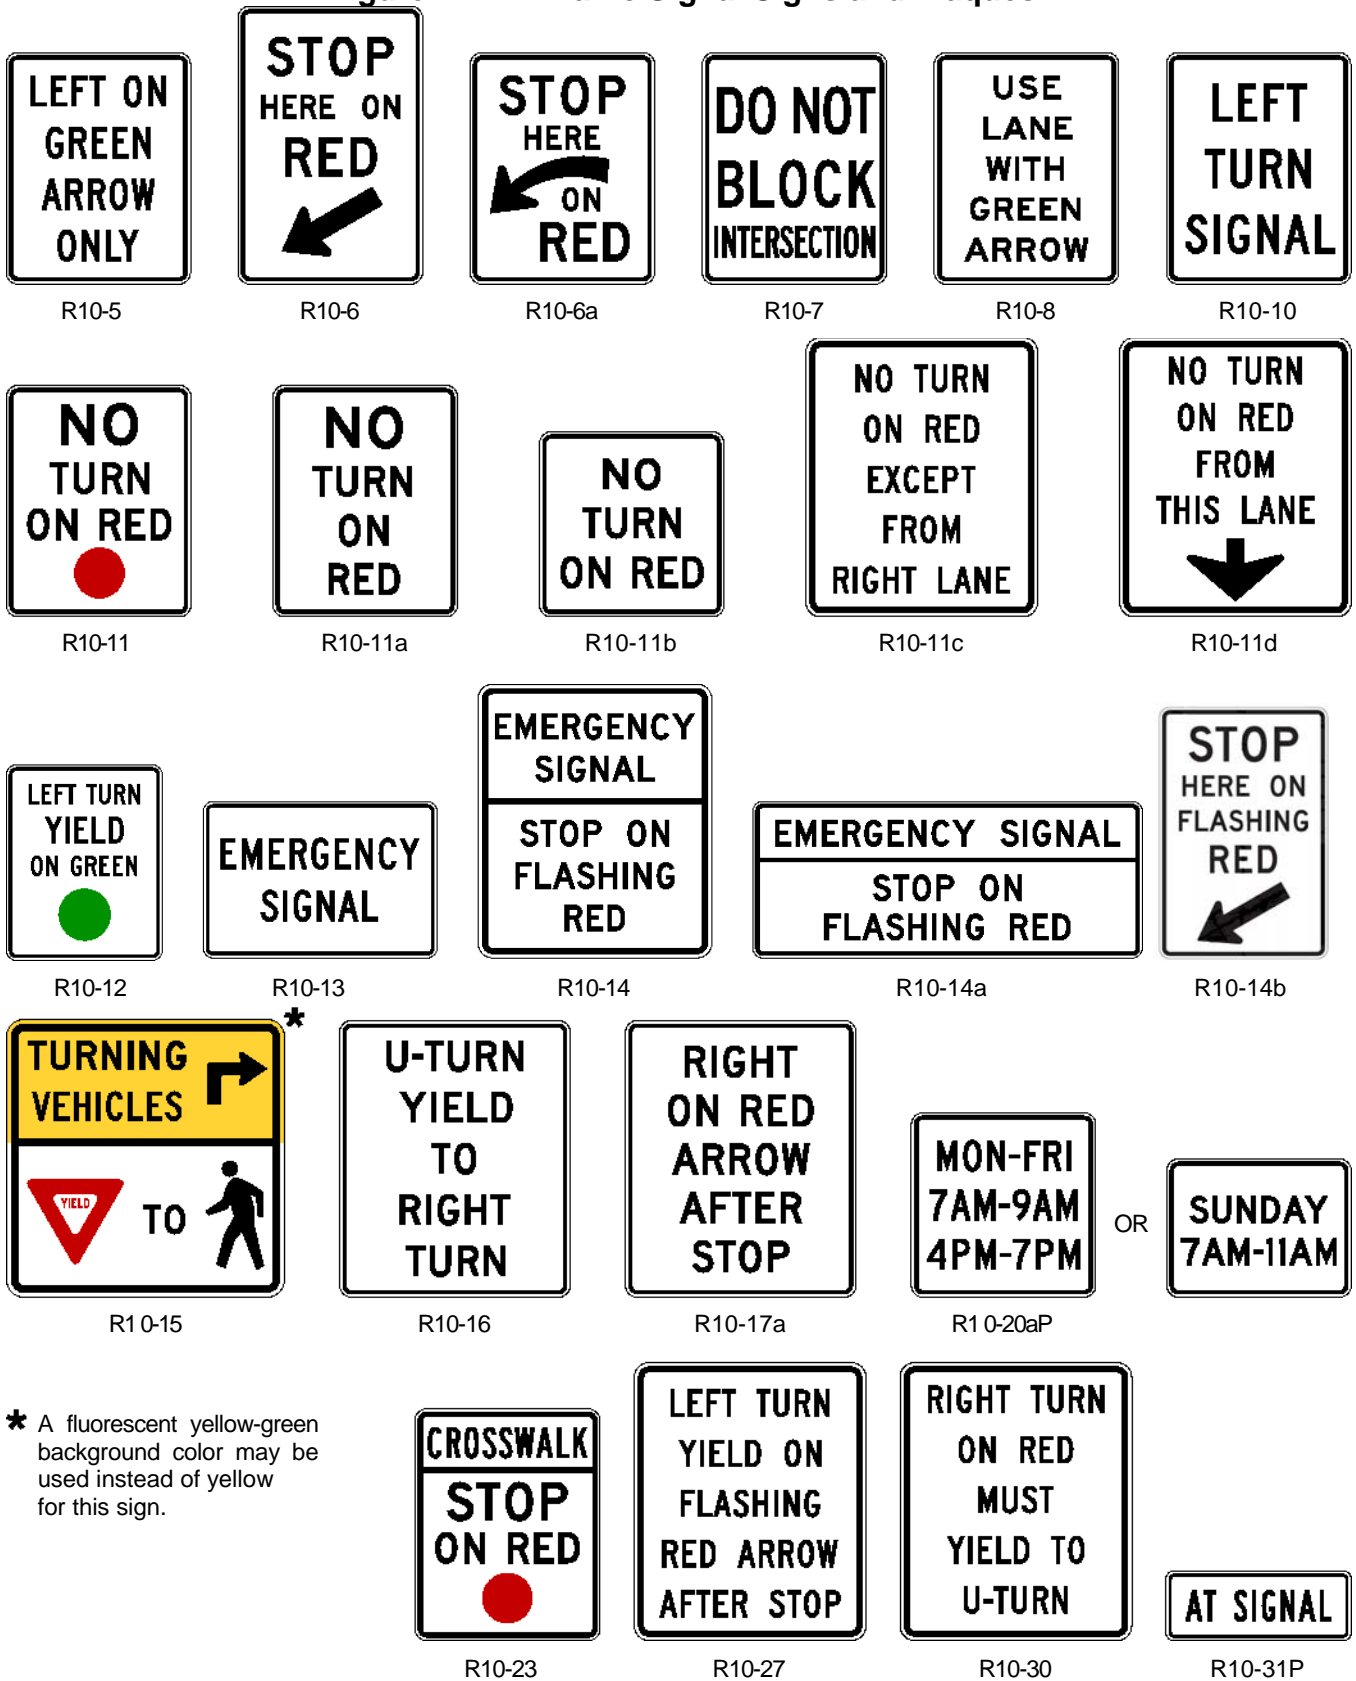 LEFT ON
GREEN
ARROW
ONLY
R10-5
STOP
HERE ON
RED
R10-6
STOP
HERE
ON
RED
R10-6a
DO NOT
BLOCK
INTERSECTION
R10-7
USE
LANE
WITH
GREEN
ARROW
R10-8
LEFT
TURN
SIGNAL
R10-10
NO
TURN
ON RED
R10-11
NO
TURN
ON
RED
R10-11a
NO
TURN
ON RED
R10-11b
NO TURN
ON RED
EXCEPT
FROM
RIGHT LANE
R10-11c
NO TURN
ON RED
FROM
THIS LANE
R10-11d
LEFT TURN
YIELD
ON GREEN
R10-12
EMERGENCY
SIGNAL
R10-13
EMERGENCY
SIGNAL
STOP ON
FLASHING
RED
R10-14
EMERGENCY SIGNAL
STOP ON
FLASHING RED
R10-14a
STOP
HERE ON
FLASHING
RED
R10-14b
TURNING
VEHICLES
YIELD
TO
*
R10-15
U-TURN
YIELD
TO
RIGHT
TURN
R10-16
RIGHT
ON RED
ARROW
AFTER
STOP
R10-17a
MON-FRI
7AM-9AM
4PM-7PM
R10-20aP
OR
SUNDAY
7AM-11AM
* A fluorescent yellow-green
background color may be
used instead of yellow
for this sign.
CROSSWALK
STOP
ON RED
R10-23
LEFT TURN
YIELD ON
FLASHING
RED ARROW
AFTER STOP
R10-27
RIGHT TURN
ON RED
MUST
YIELD TO
U-TURN
R10-30
AT SIGNAL
R10-31P